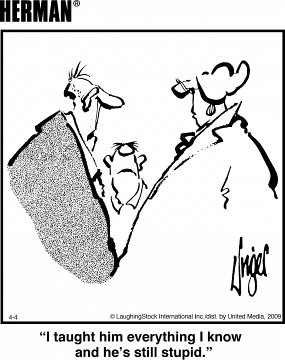 HERMAN®
Unger
4-4
© LaughingStock International Inc./dist. by United Media, 2009
“I taught him everything I know
and he’s still stupid.”